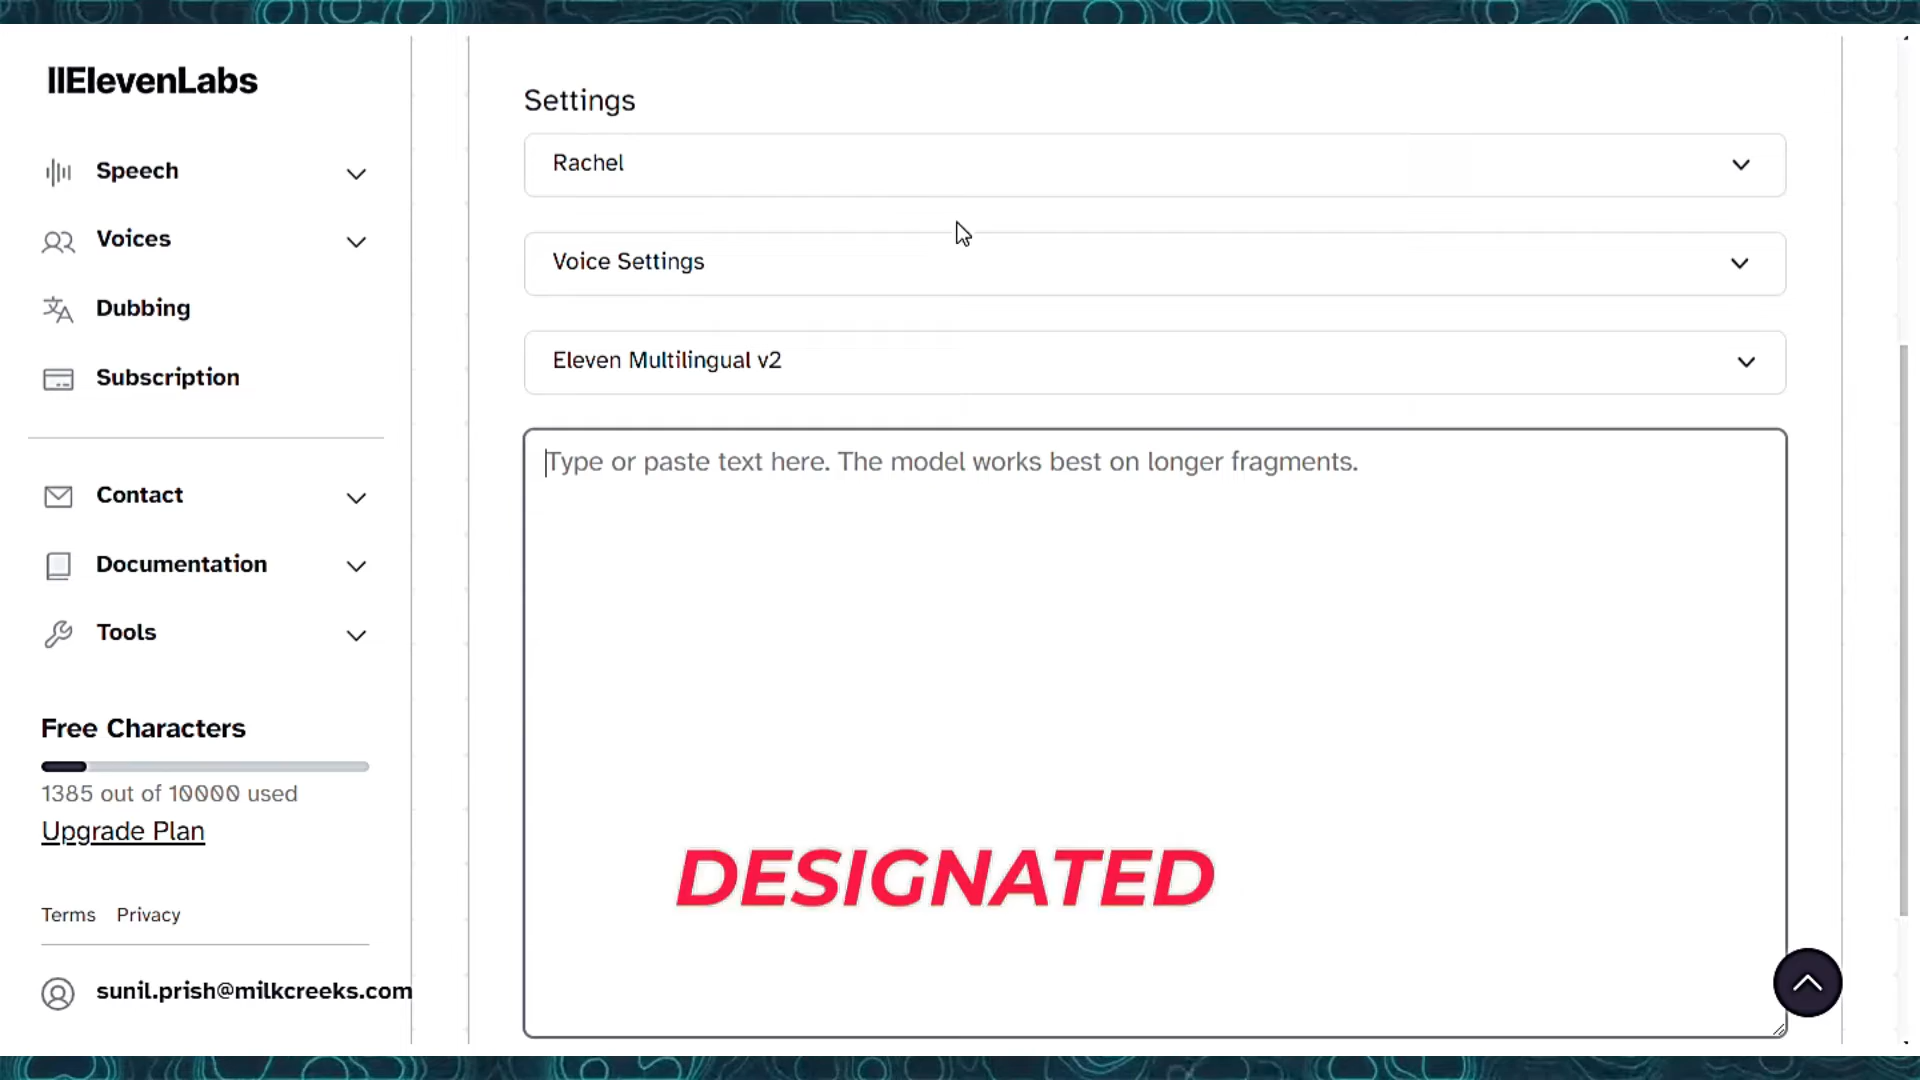 IIElevenLabs
Speech
Voices
Dubbing
Subscription
Contact
Documentation
Tools
Free Characters
1385 out of 10000 used
Upgrade Plan
Terms Privacy
sunil.prish@milkcreeks.com
Settings
Rachel
Voice Settings
Eleven Multilingual v2
Type or paste text here. The model works best on longer fragments.
DESIGNATED